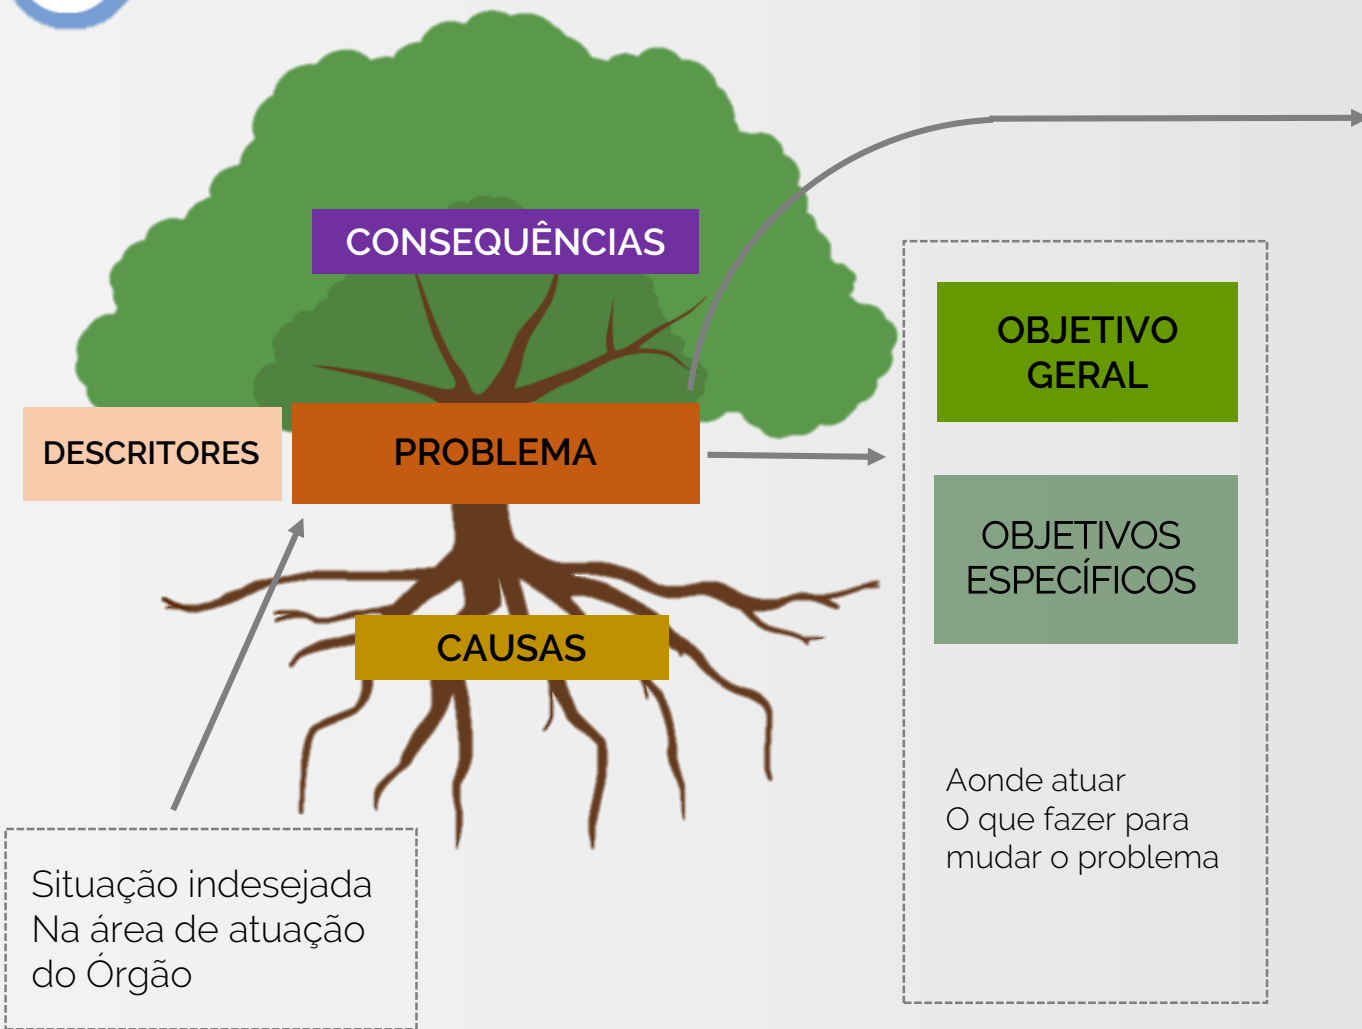 CONSEQUÊNCIAS
DESCRITORES
PROBLEMA
CAUSAS
Situação indesejada
Na área de atuação
do Órgão
OBJETIVO
GERAL
OBJETIVOS
ESPECÍFICOS
Aonde atuar
O que fazer para
mudar o problema